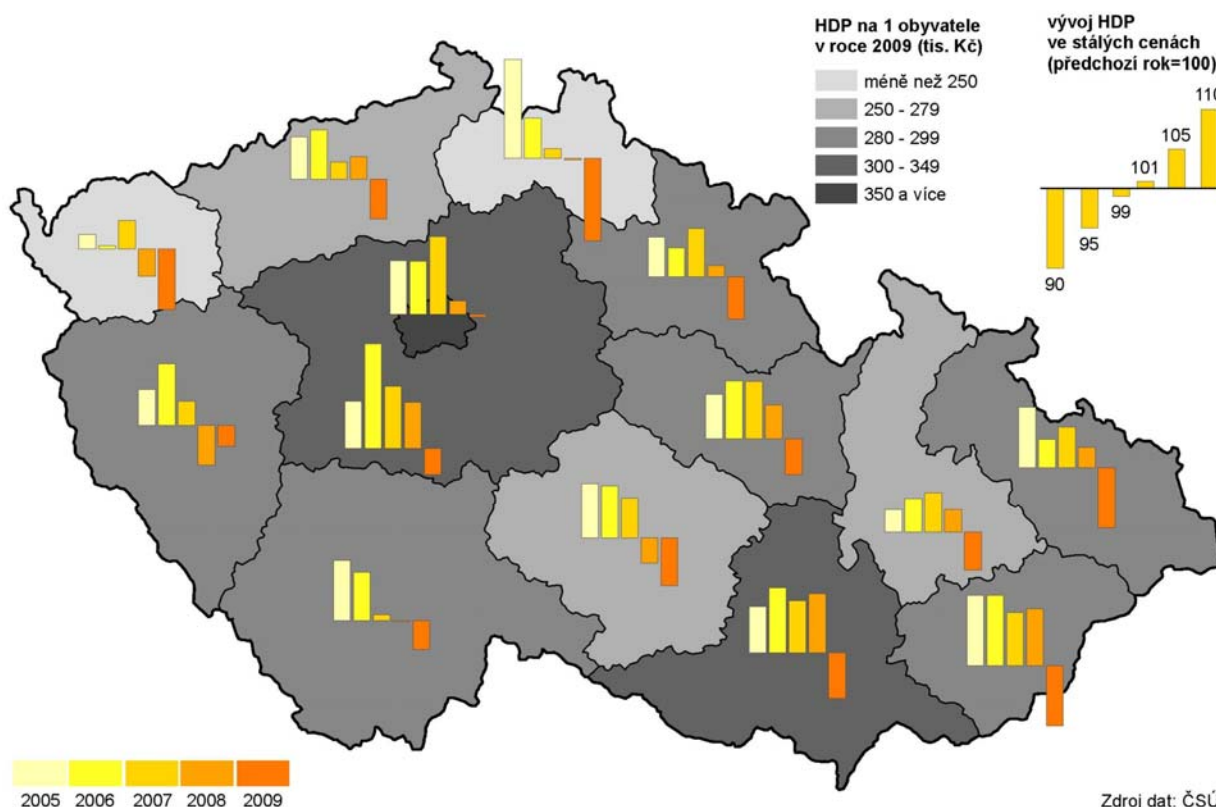 HDP na 1 obyvatele
v roce 2009 (tis. Kč)
méně než 250
250 - 279
280 - 299
300 - 349
350 a více
vývoj HDP
ve stálých cenách
(předchozí rok=100)
90
95
99
101
105
110
2005 2006 2007 2008 2009
Zdroj dat: ČSÚ